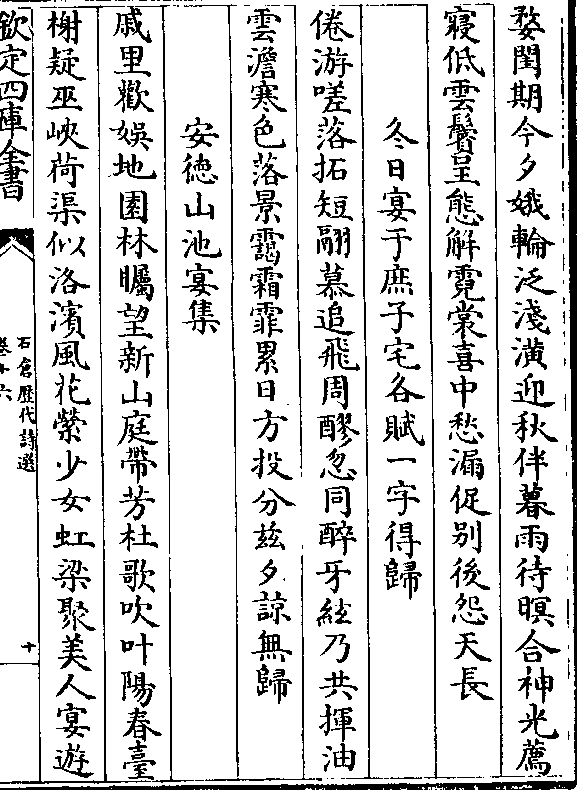 婺閨期今夕娥輪泛淺潢迎秋伴暮雨待暝合神光薦
寢低雲鬢呈態解霓裳喜中愁漏促别後怨天長
冬日宴于庶子宅各賦一字得歸
倦游嗟落拓短翮慕追飛周醪忽同醉牙絃乃共揮油
雲澹寒色落景靄霜霏累日方投分兹夕諒無歸
安徳山池宴集
戚里歡娛地園林矚望新山庭帶芳杜歌吹叶陽春臺
榭疑巫峽荷渠似洛濱風花縈少女虹梁聚美人宴遊
欽定四庫全書
石倉歷代詩選
卷十六
十